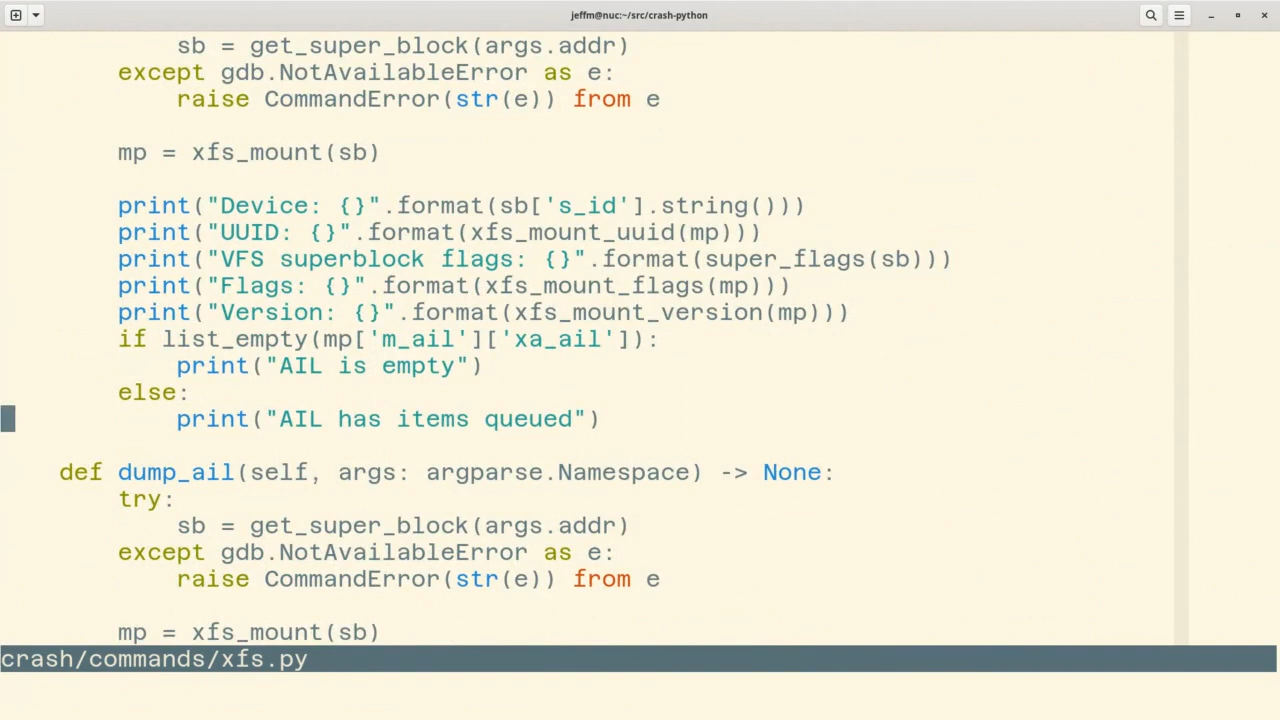 jeffm@nuc:~/src/crash-python
            sb = get_super_block(args.addr)
        except gdb.NotAvailableError as e:
            raise CommandError(str(e)) from e

        mp = xfs_mount(sb)

        print("Device: {}".format(sb['s_id'].string()))
        print("UUID: {}".format(xfs_mount_uuid(mp)))
        print("VFS superblock flags: {}".format(super_flags(sb)))
        print("Flags: {}".format(xfs_mount_flags(mp)))
        print("Version: {}".format(xfs_mount_version(mp)))
        if list_empty(mp['m_ail']['xa_ail']):
            print("AIL is empty")
        else:
            print("AIL has items queued")

    def dump_ail(self, args: argparse.Namespace) -> None:
        try:
            sb = get_super_block(args.addr)
        except gdb.NotAvailableError as e:
            raise CommandError(str(e)) from e

        mp = xfs_mount(sb)
crash/commands/xfs.py